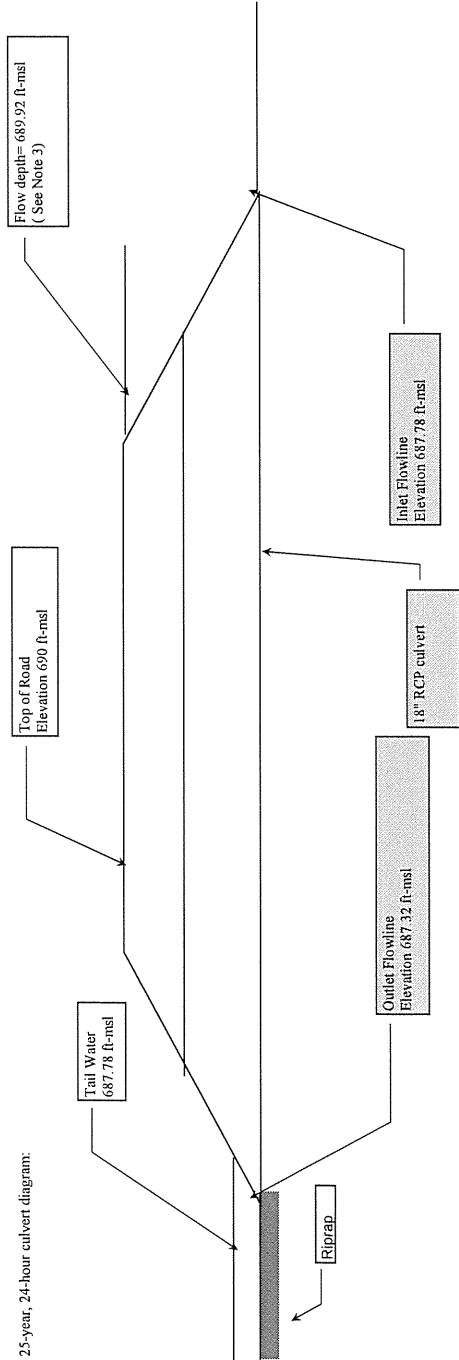 25-year, 24-hour culvert diagram:
Tail Water
687.78 ft-msl
Top of Road
Elevation 690 ft-msl
Flow depth= 689.92 ft-msl
( See Note 3)
Riprap
Outlet Flowline
Elevation 687.32 ft-msl
18" RCP culvert
Inlet Flowline
Elevation 687.78 ft-msl